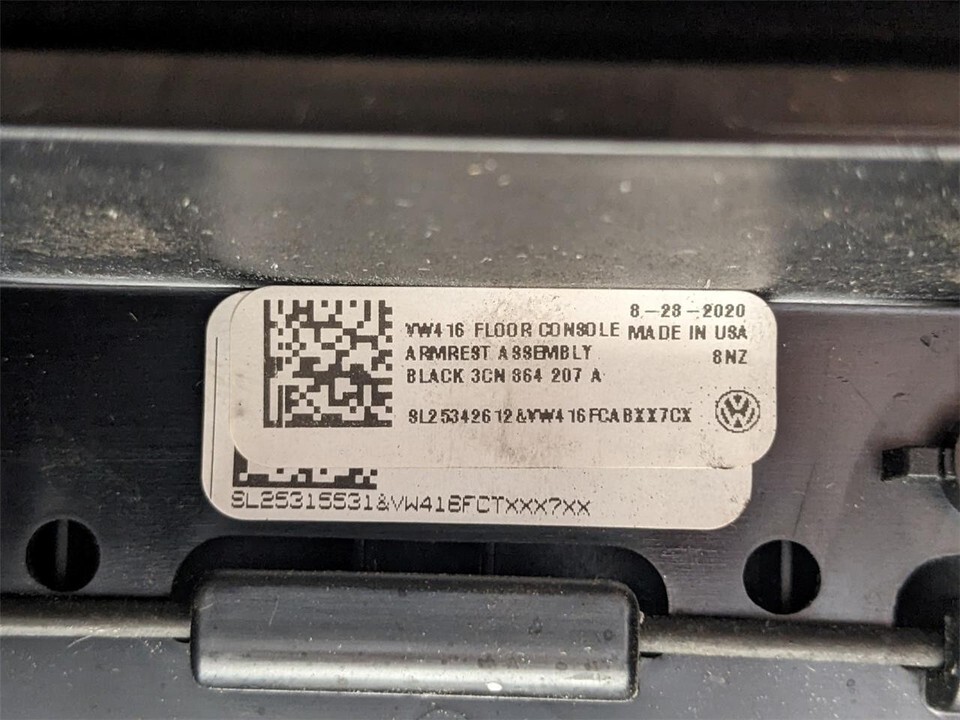 8-28-2020
VW416 FLOOR CONSOLE MADE IN USA
ARMREST ASSEMBLY 8NZ
BLACK 3CN 864 207 A
SL25342612&VW416FCABXX7CX
SL25315531&VW416FCTXXX7XX